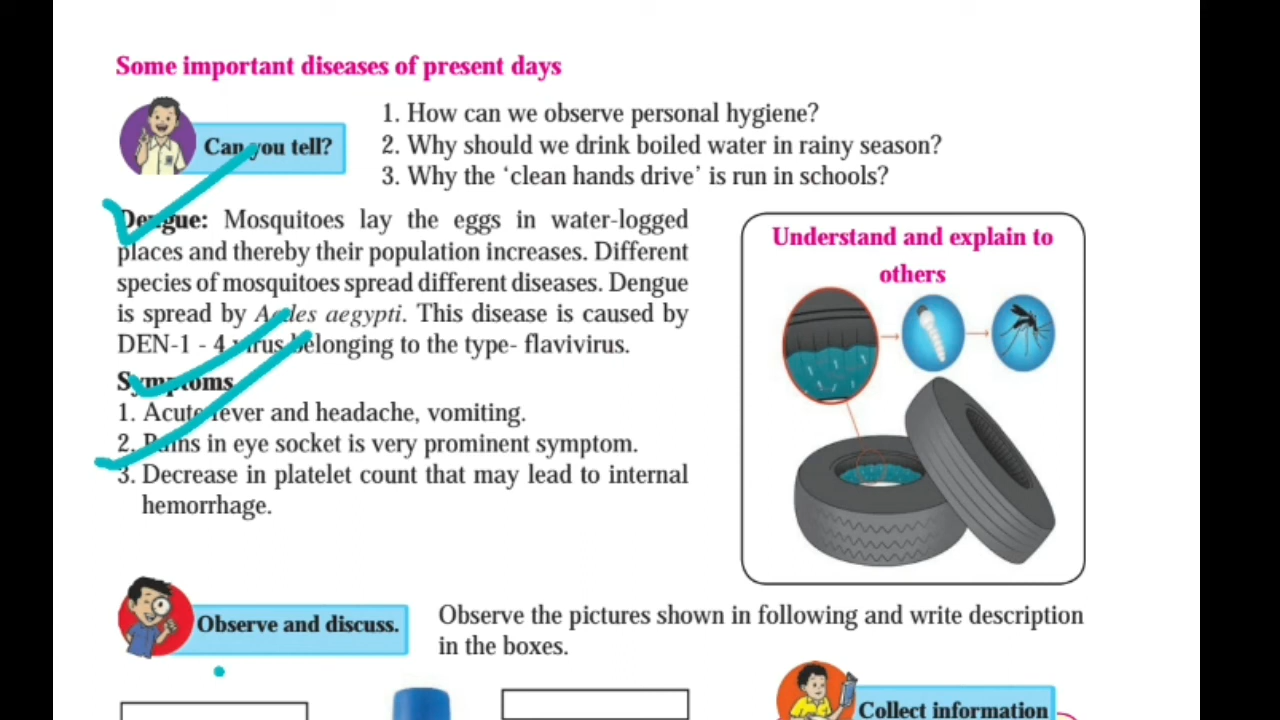 Some important diseases of present days
Can you tell?
1. How can we observe personal hygiene?
2. Why should we drink boiled water in rainy season?
3. Why the ‘clean hands drive’ is run in schools?
Dengue: Mosquitoes lay the eggs in water-logged
places and thereby their population increases. Different
species of mosquitoes spread different diseases. Dengue
is spread by Aedes aegypti. This disease is caused by
DEN-1 - 4 virus belonging to the type- flavivirus.
Symptoms
1. Acute fever and headache, vomiting.
2. Pains in eye socket is very prominent symptom.
3. Decrease in platelet count that may lead to internal
hemorrhage.
Understand and explain to
others
Observe and discuss.
Observe the pictures shown in following and write description
in the boxes.
Collect information